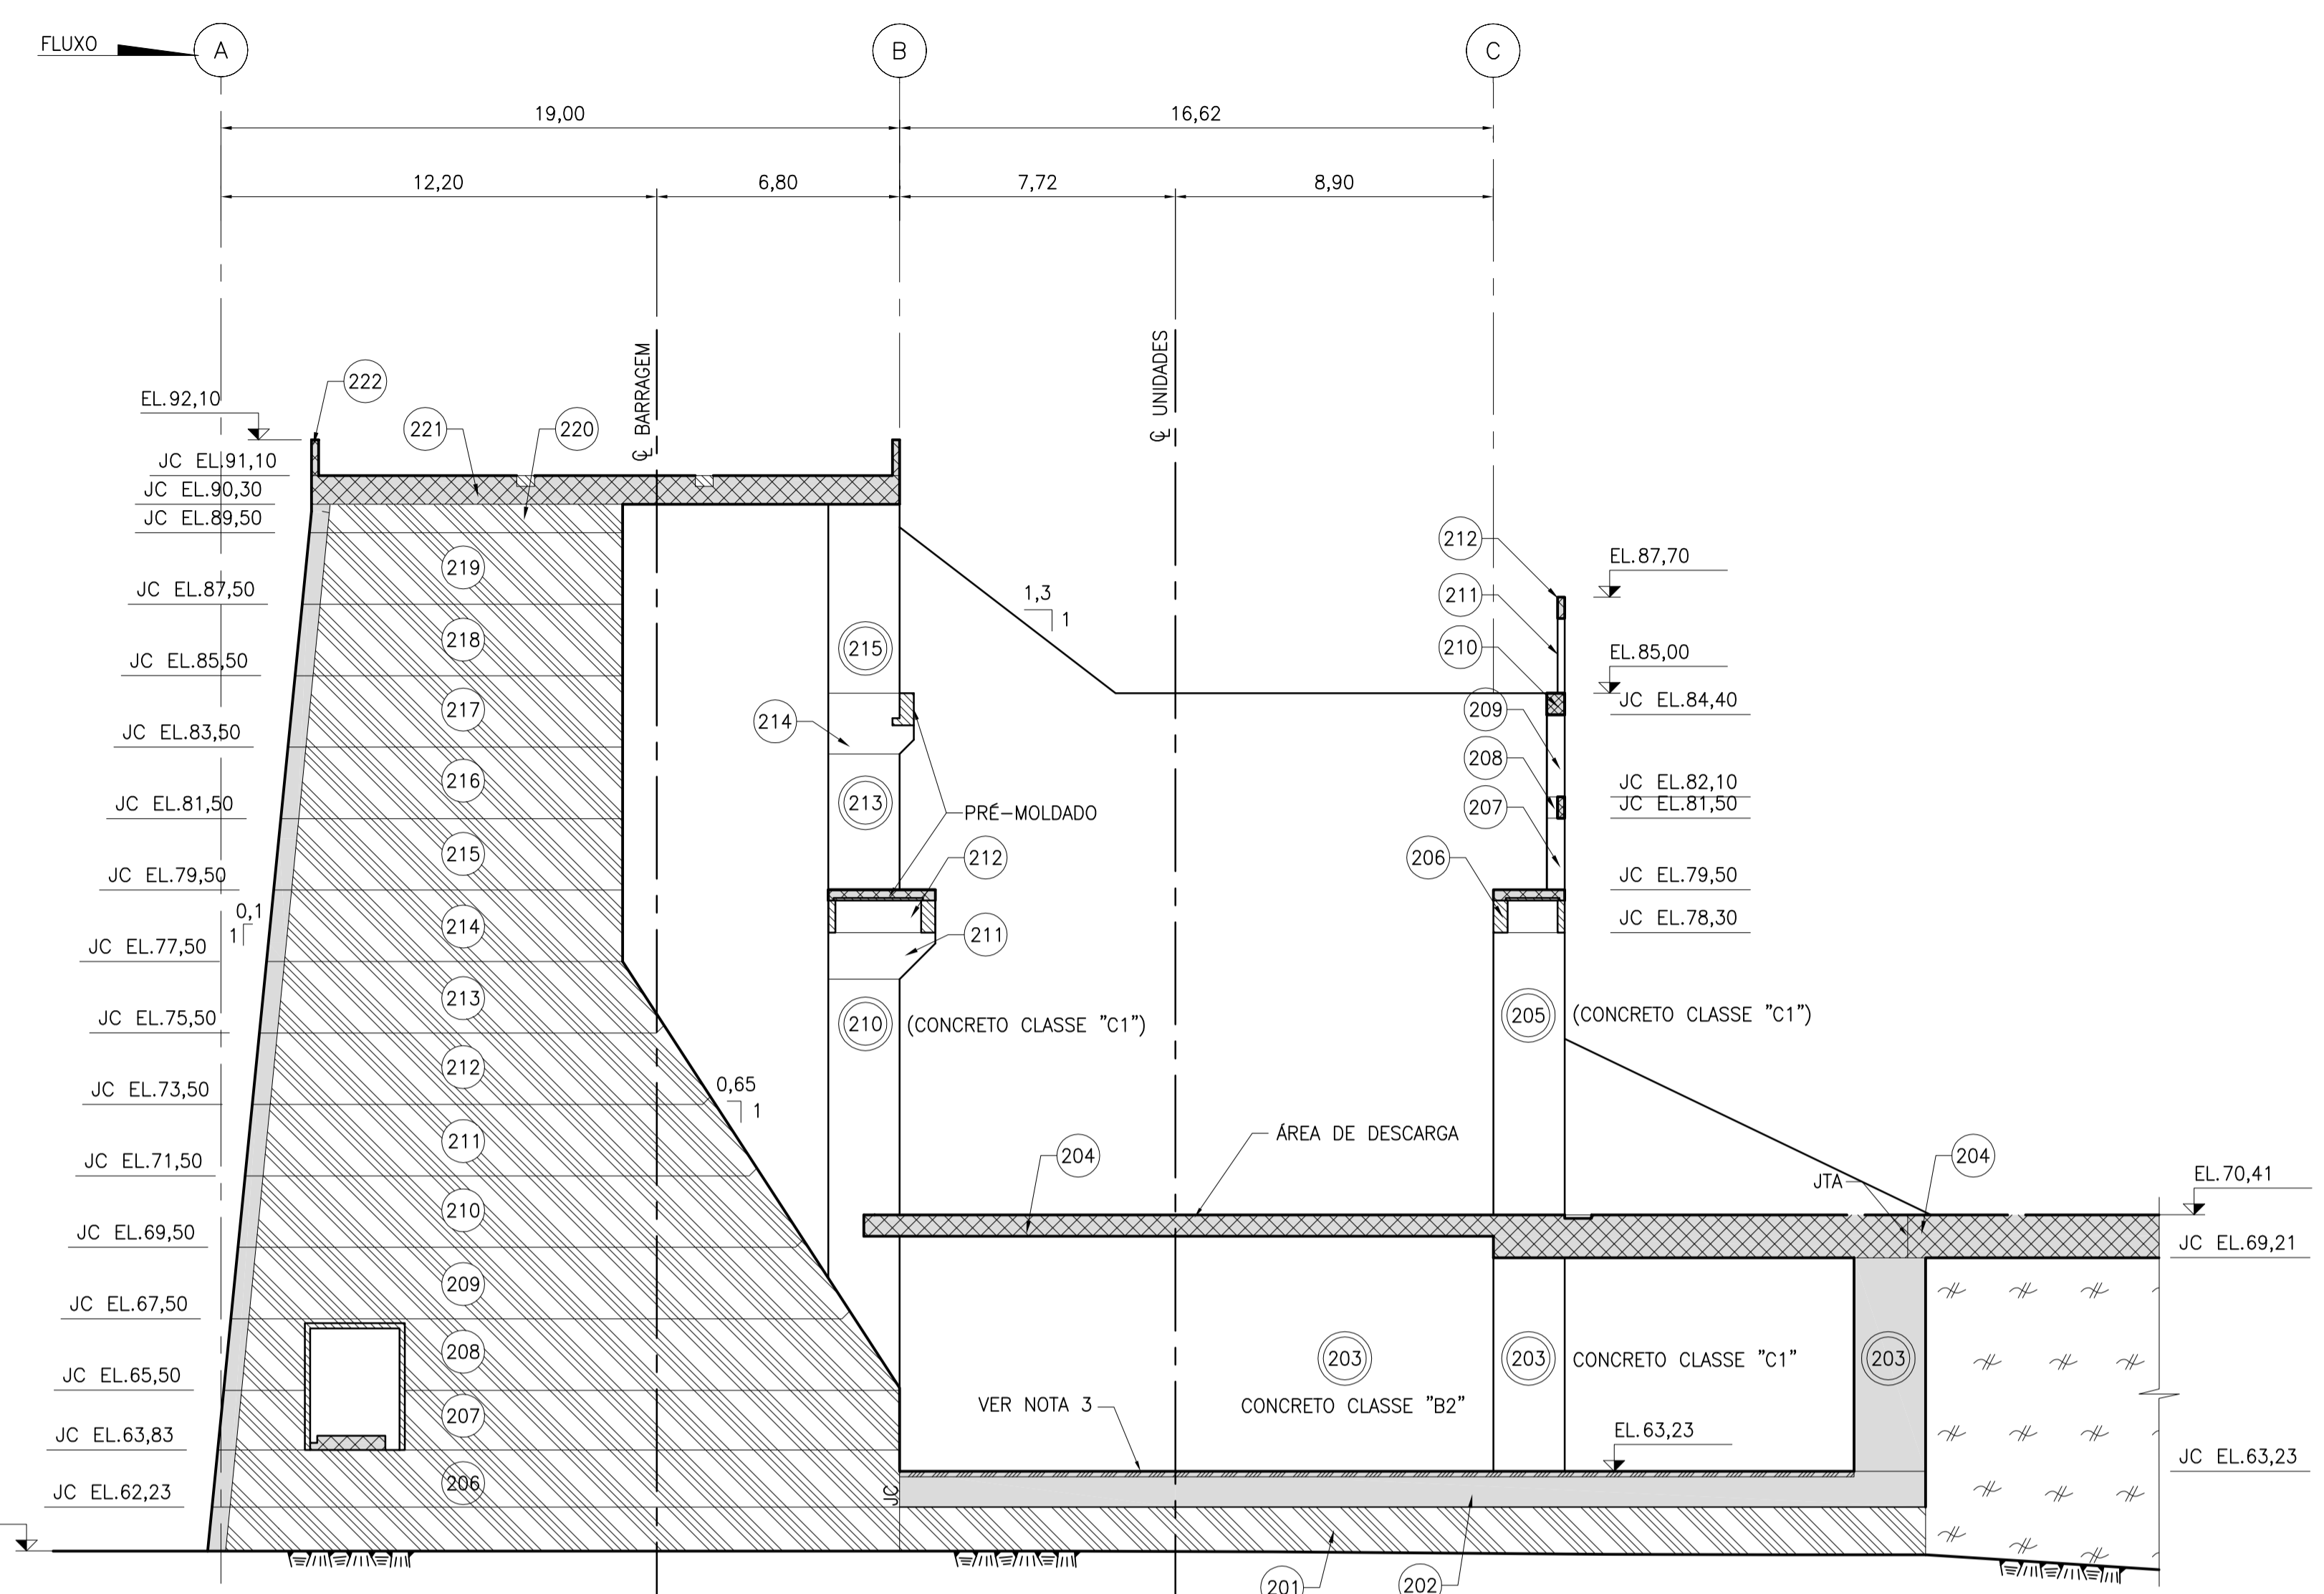 FLUXO
A
B
C
19,00
16,62
12,20
6,80
7,72
8,90
℄ BARRAGEM
℄ UNIDADES
222
EL.92,10
221
220
JC EL.91,10
JC EL.90,30
JC EL.89,50
219
212
EL.87,70
JC EL.87,50
1,3
1
211
218
215
210
EL.85,00
JC EL.85,50
217
214
209
JC EL.84,40
JC EL.83,50
208
216
213
JC EL.82,10
JC EL.81,50
JC EL.81,50
PRÉ-MOLDADO
207
215
212
206
JC EL.79,50
JC EL.79,50
0,1
1
214
211
JC EL.78,30
JC EL.77,50
213
210
(CONCRETO CLASSE "C1")
205
(CONCRETO CLASSE "C1")
JC EL.75,50
212
0,65
1
JC EL.73,50
211
ÁREA DE DESCARGA
204
204
JC EL.71,50
JTA
EL.70,41
210
JC EL.69,50
JC EL.69,21
209
JC EL.67,50
208
203
203
CONCRETO CLASSE "C1"
203
JC EL.65,50
207
VER NOTA 3
CONCRETO CLASSE "B2"
JC EL.63,83
EL.63,23
JC EL.63,23
206
JC EL.62,23
JC
201
202